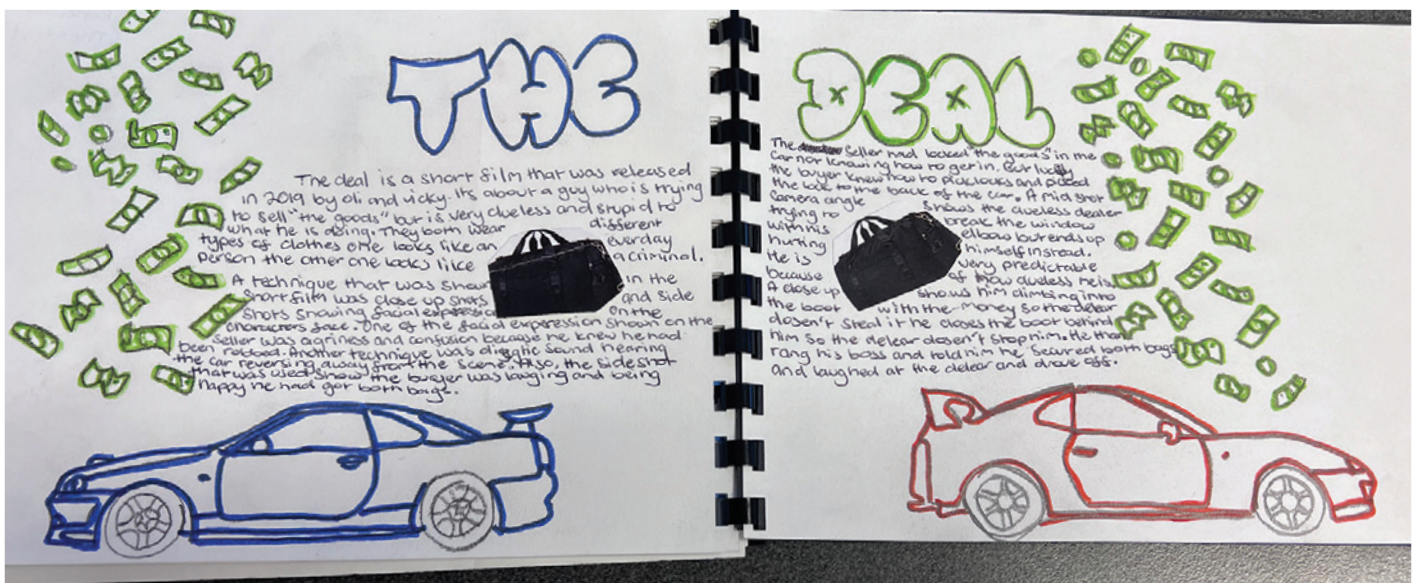 THE
The deal is a short film that was released
in 2019 by oli and vicky. Its about a guy who is trying
to sell "the goods" but is very clueless and stupid to
what he is doing. They both wear different
types of clothes one looks like an everday
person the other one looks like a criminal.
A technique that was shown in the
short film was close up shots and side
shots showing facial expression on the
characters face. One of the facial expression shown on the
seller was agriness and confusion because he knew he had
been robbed. Another technique was diegtic sound hearing
the car reversing away from the scene. Also, the side shot
that was used show the buyer was laughing and being
happy he had got both bags.
DEAL
The seller had locked "the goods" in the
car not knowing how to get in. But luckily
the buyer knew how to pick locks and picked
the lock to the back of the car. A mid shot
camera angle shows the clueless dealer
trying to break the window
with his elbow but ends up
hurting himself instead.
He is very predictable
because of how clueless he is.
A close up shows him climbing into
the boot with the money so the delear
doesn't steal it he closes the boot behind
him so the delear doesn't stop him. He then
rang his boss and told him he secured both bags
and laughed at the delear and drove off.